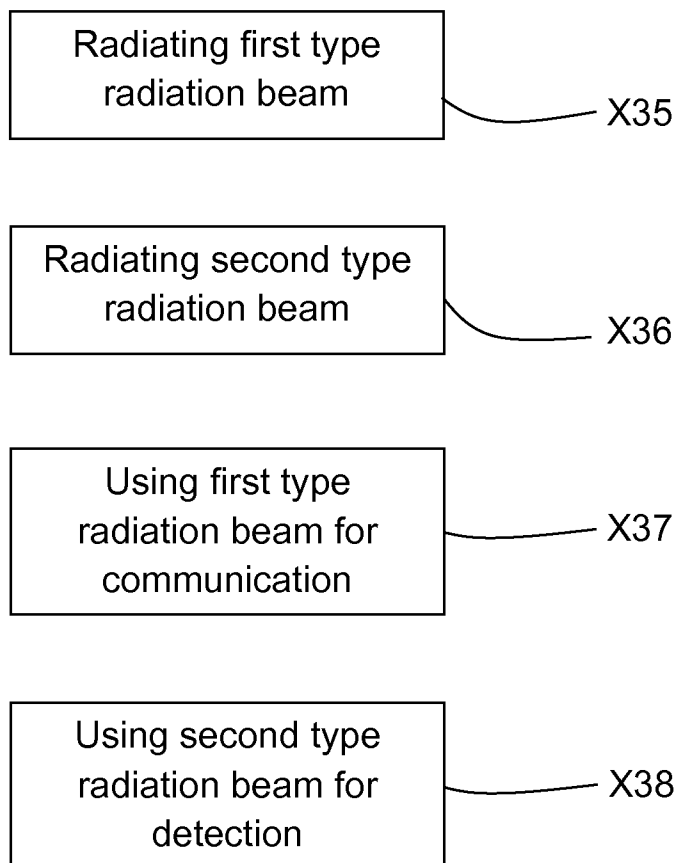 Radiating first type
radiation beam
X35
Radiating second type
radiation beam
X36
Using first type
radiation beam for
communication
X37
Using second type
radiation beam for
detection
X38